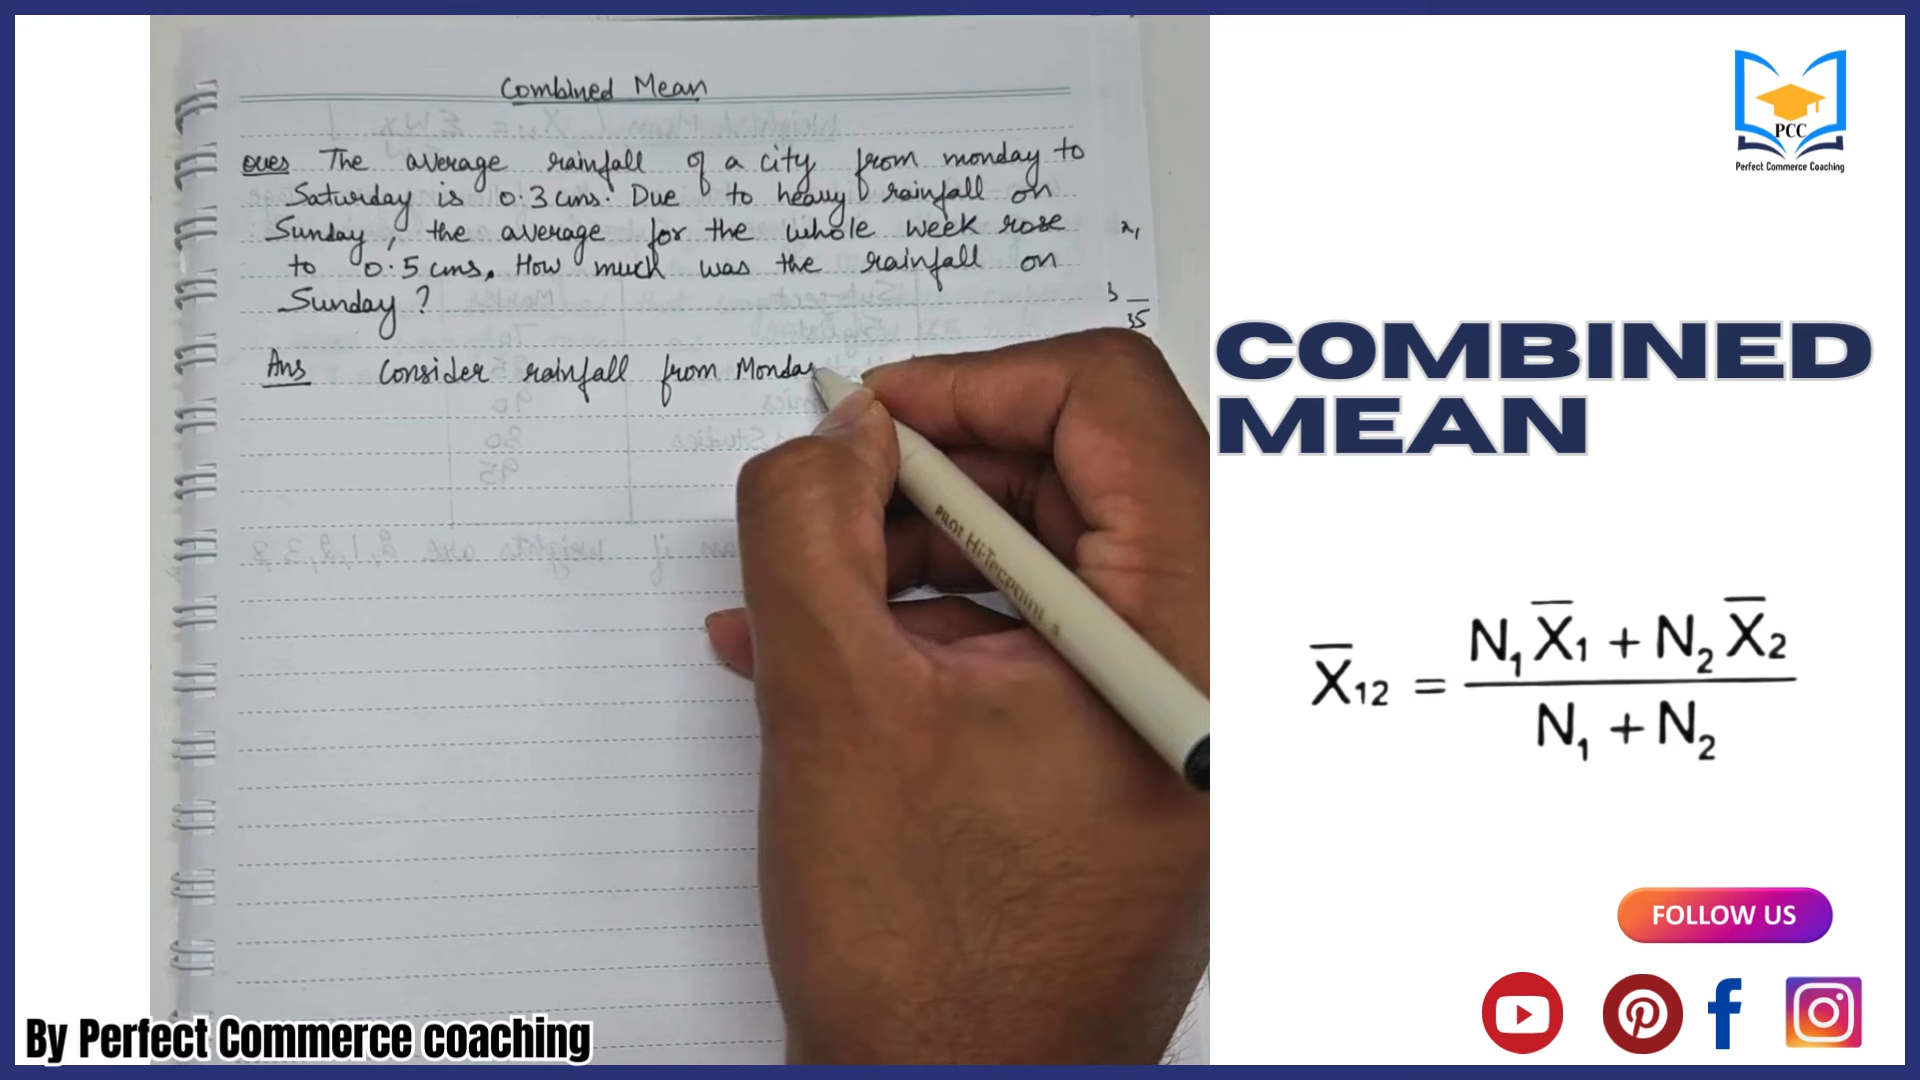 Combined Mean
Ques The average rainfall of a city from monday to
Saturday is 0.3 cms. Due to heavy rainfall on
Sunday, the average for the whole week rose
to 0.5 cms. How much was the rainfall on
Sunday?
Ans Consider rainfall from Monday
35
PILOT HI-TECPOINT
PCC
Perfect Commerce Coaching
COMBINED
MEAN
X̅₁₂ = (N₁X̅₁ + N₂X̅₂) / (N₁ + N₂)
FOLLOW US
By Perfect Commerce coaching